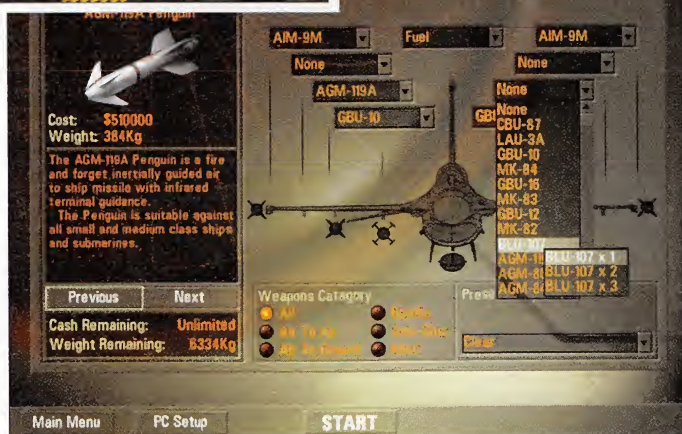 AGM-119A Penguin
Cost: $510000
Weight: 384Kg
The AGM-119A Penguin is a fire
and forget inertially guided air
to ship missile with infrared
terminal guidance.
The Penguin is suitable against
all small and medium class ships
and submarines.
Previous Next
Cash Remaining: Unlimited
Weight Remaining: 6334Kg
AIM-9M Fuel AIM-9M
None None
AGM-119A None
GBU-10 GB
None
CBU-87
LAU-3A
GBU-10
MK-84
GBU-16
MK-83
GBU-12
MK-82
BLU-107
BLU-107 x 1
BLU-107 x 2
BLU-107 x 3
Weapons Catagory
All
Air To Air
Air To Ground
Clear
Main Menu PC Setup START